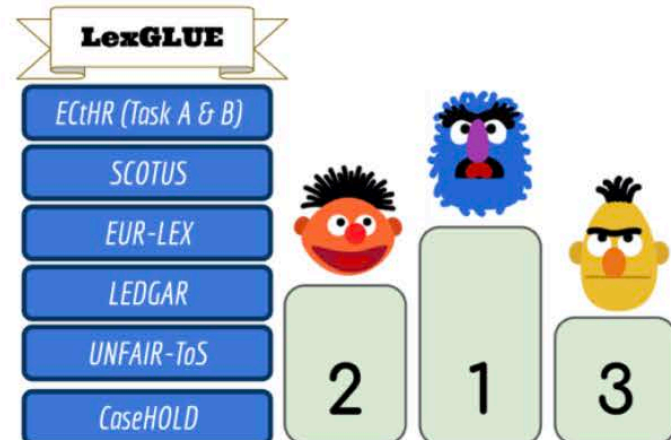 LexGLUE
ECtHR (Task A & B)
SCOTUS
EUR-LEX
LEDGAR
UNFAIR-ToS
CaseHOLD
2
1
3